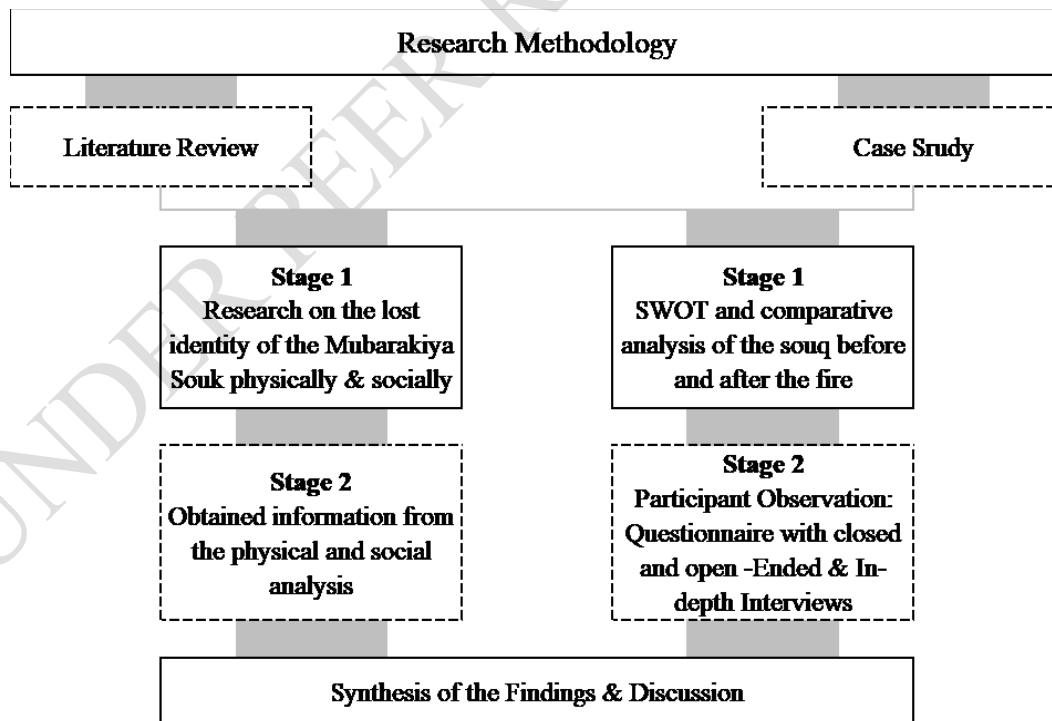 Research Methodology
Literature Review
Case Srudy
Stage 1
Research on the lost
identity of the Mubarakiya
Souk physically & socially
Stage 1
SWOT and comparative
analysis of the souq before
and after the fire
Stage 2
Obtained information from
the physical and social
analysis
Stage 2
Participant Observation:
Questionnaire with closed
and open -Ended & In-
depth Interviews
Synthesis of the Findings & Discussion
UNDER PEER